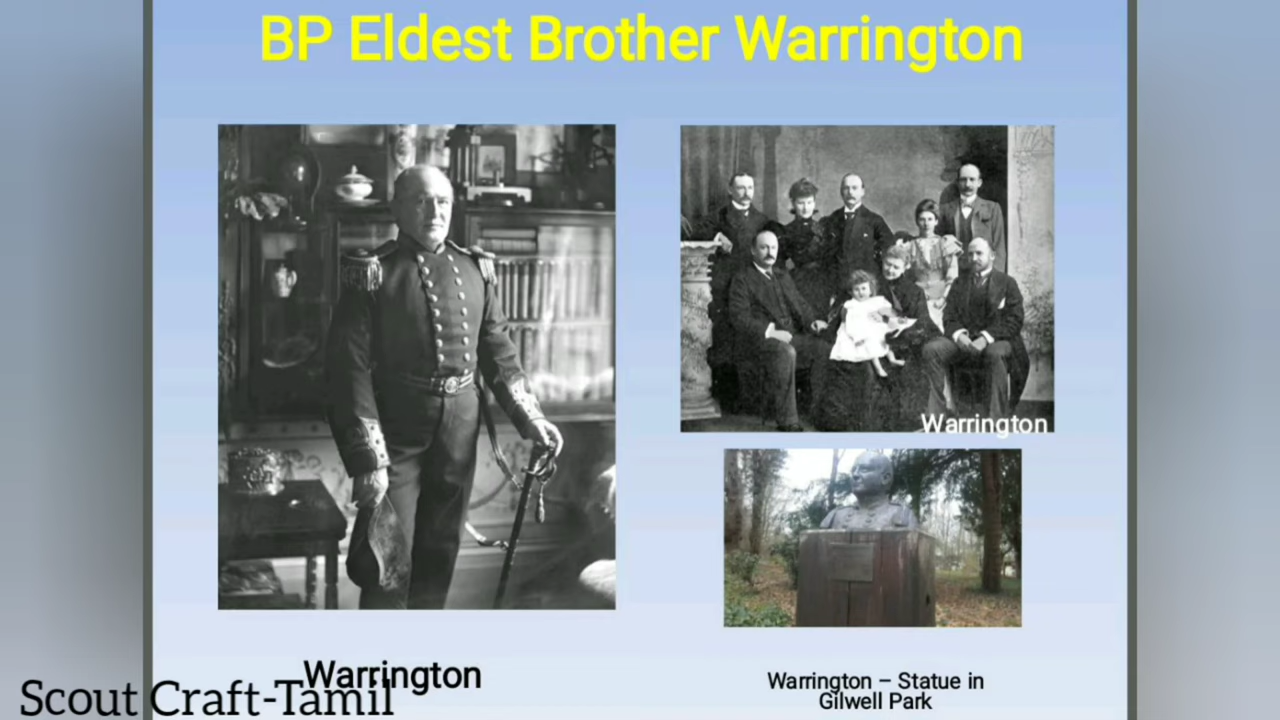 BP Eldest Brother Warrington
Warrington
Warrington
Warrington – Statue in
Gilwell Park
Scout Craft-Tamil